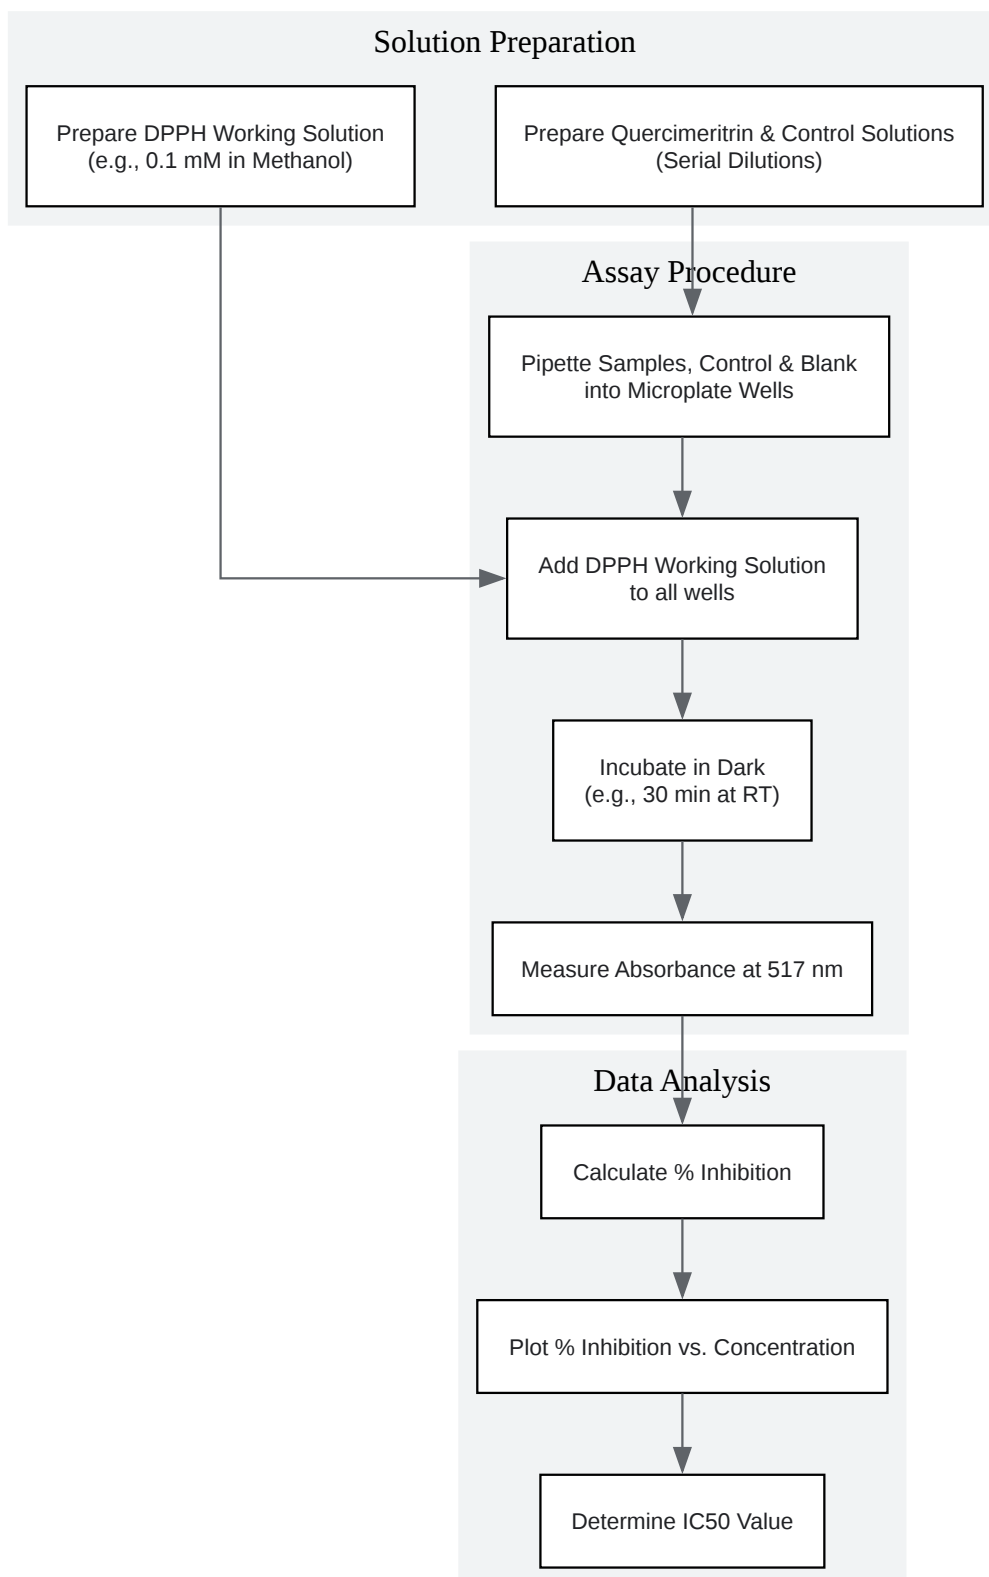 Solution Preparation
Prepare DPPH Working Solution
(e.g., 0.1 mM in Methanol)
Prepare Quercimeritrin & Control Solutions
(Serial Dilutions)
Assay Procedure
Pipette Samples, Control & Blank
into Microplate Wells
Add DPPH Working Solution
to all wells
Incubate in Dark
(e.g., 30 min at RT)
Measure Absorbance at 517 nm
Data Analysis
Calculate % Inhibition
Plot % Inhibition vs. Concentration
Determine IC50 Value